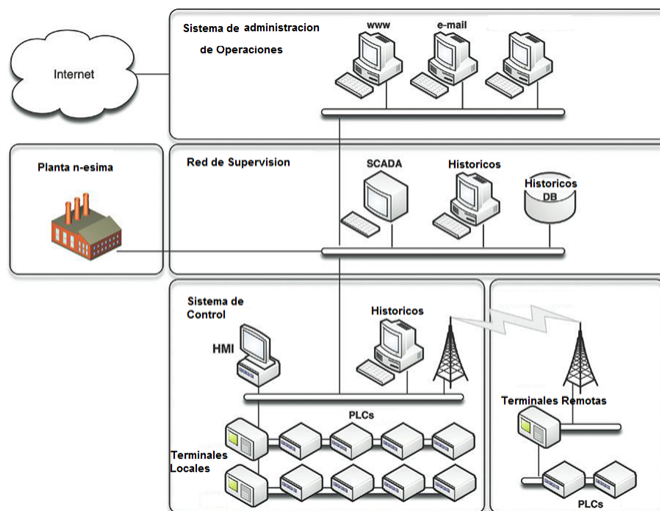 Sistema de administracion
de Operaciones
www
e-mail
Internet
Planta n-esima
Red de Supervision
SCADA
Historicos
Historicos
DB
Sistema de
Control
Historicos
HMI
PLCs
Terminales
Locales
Terminales Remotas
PLCs